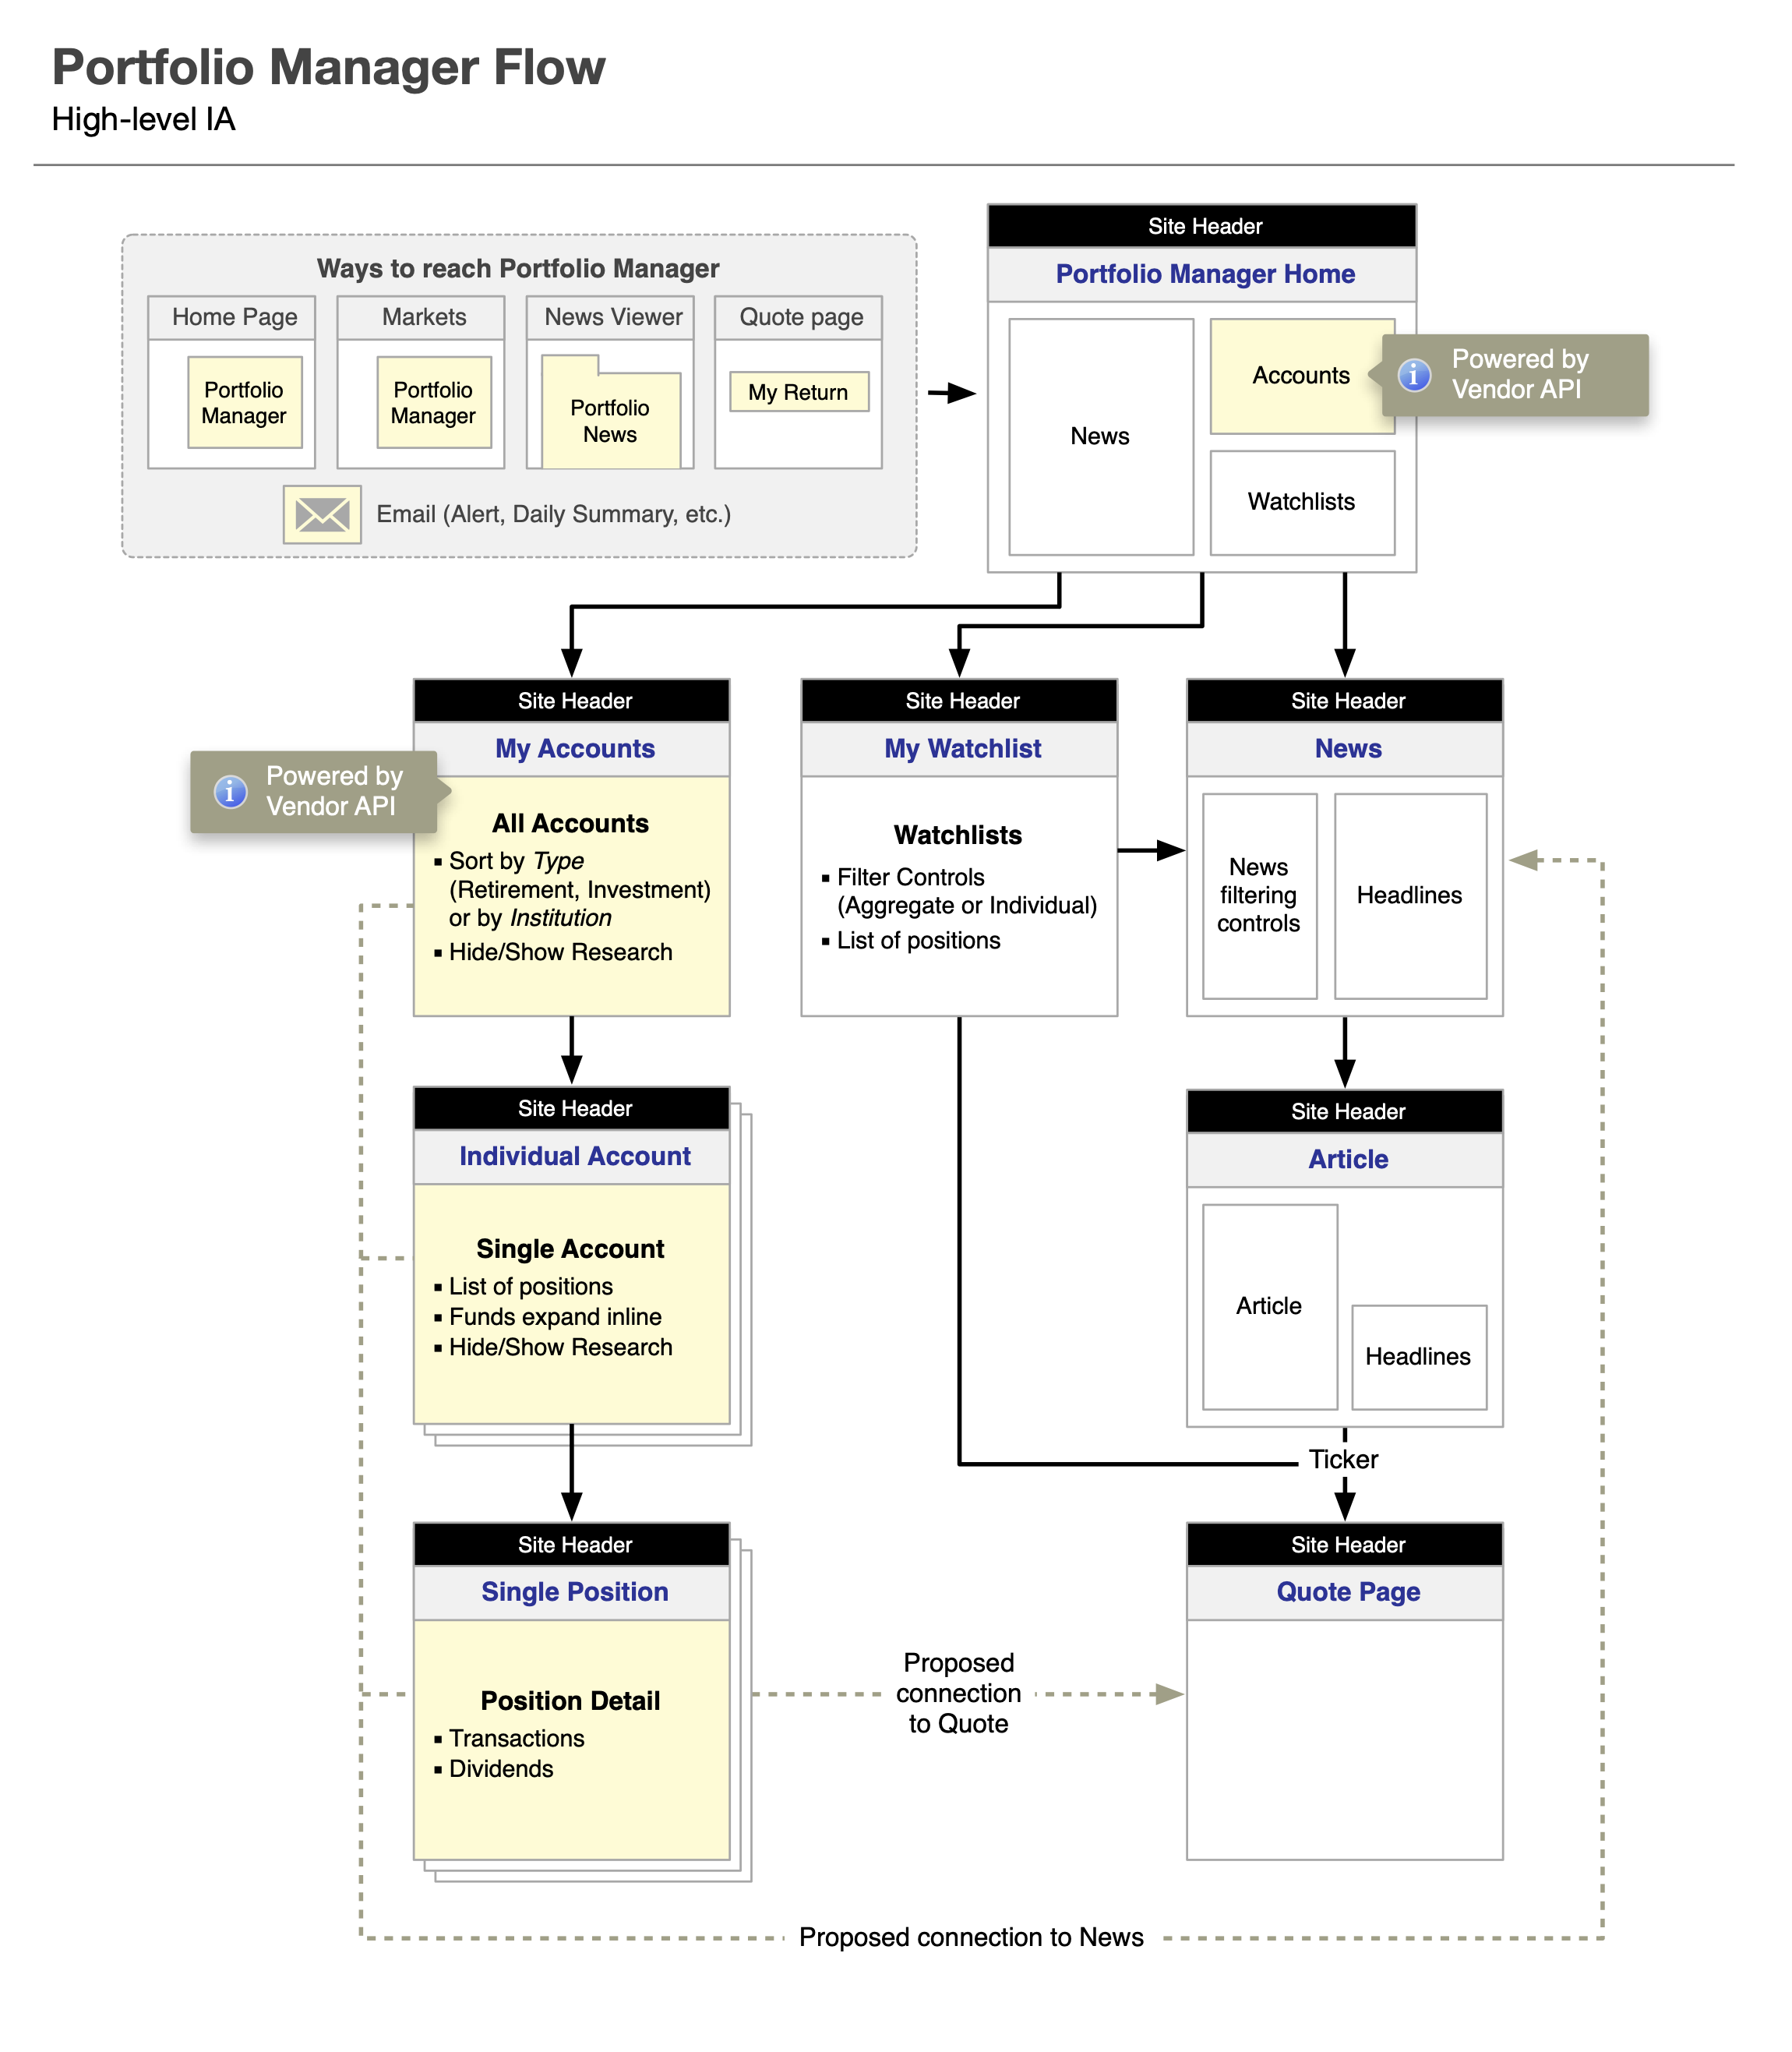 Portfolio Manager Flow
High-level IA
Ways to reach Portfolio Manager
Home Page
Portfolio
Manager
Markets
Portfolio
Manager
News Viewer
Portfolio
News
Quote page
My Return
Email (Alert, Daily Summary, etc.)
Site Header
Portfolio Manager Home
News
Accounts
Watchlists
Powered by
Vendor API
Site Header
My Accounts
Powered by
Vendor API
All Accounts
▪ Sort by Type
(Retirement, Investment)
or by Institution
▪ Hide/Show Research
Site Header
My Watchlist
Watchlists
▪ Filter Controls
(Aggregate or Individual)
▪ List of positions
Site Header
News
News
filtering
controls
Headlines
Site Header
Individual Account
Single Account
▪ List of positions
▪ Funds expand inline
▪ Hide/Show Research
Site Header
Article
Article
Headlines
Ticker
Site Header
Single Position
Position Detail
▪ Transactions
▪ Dividends
Proposed
connection
to Quote
Site Header
Quote Page
Proposed connection to News